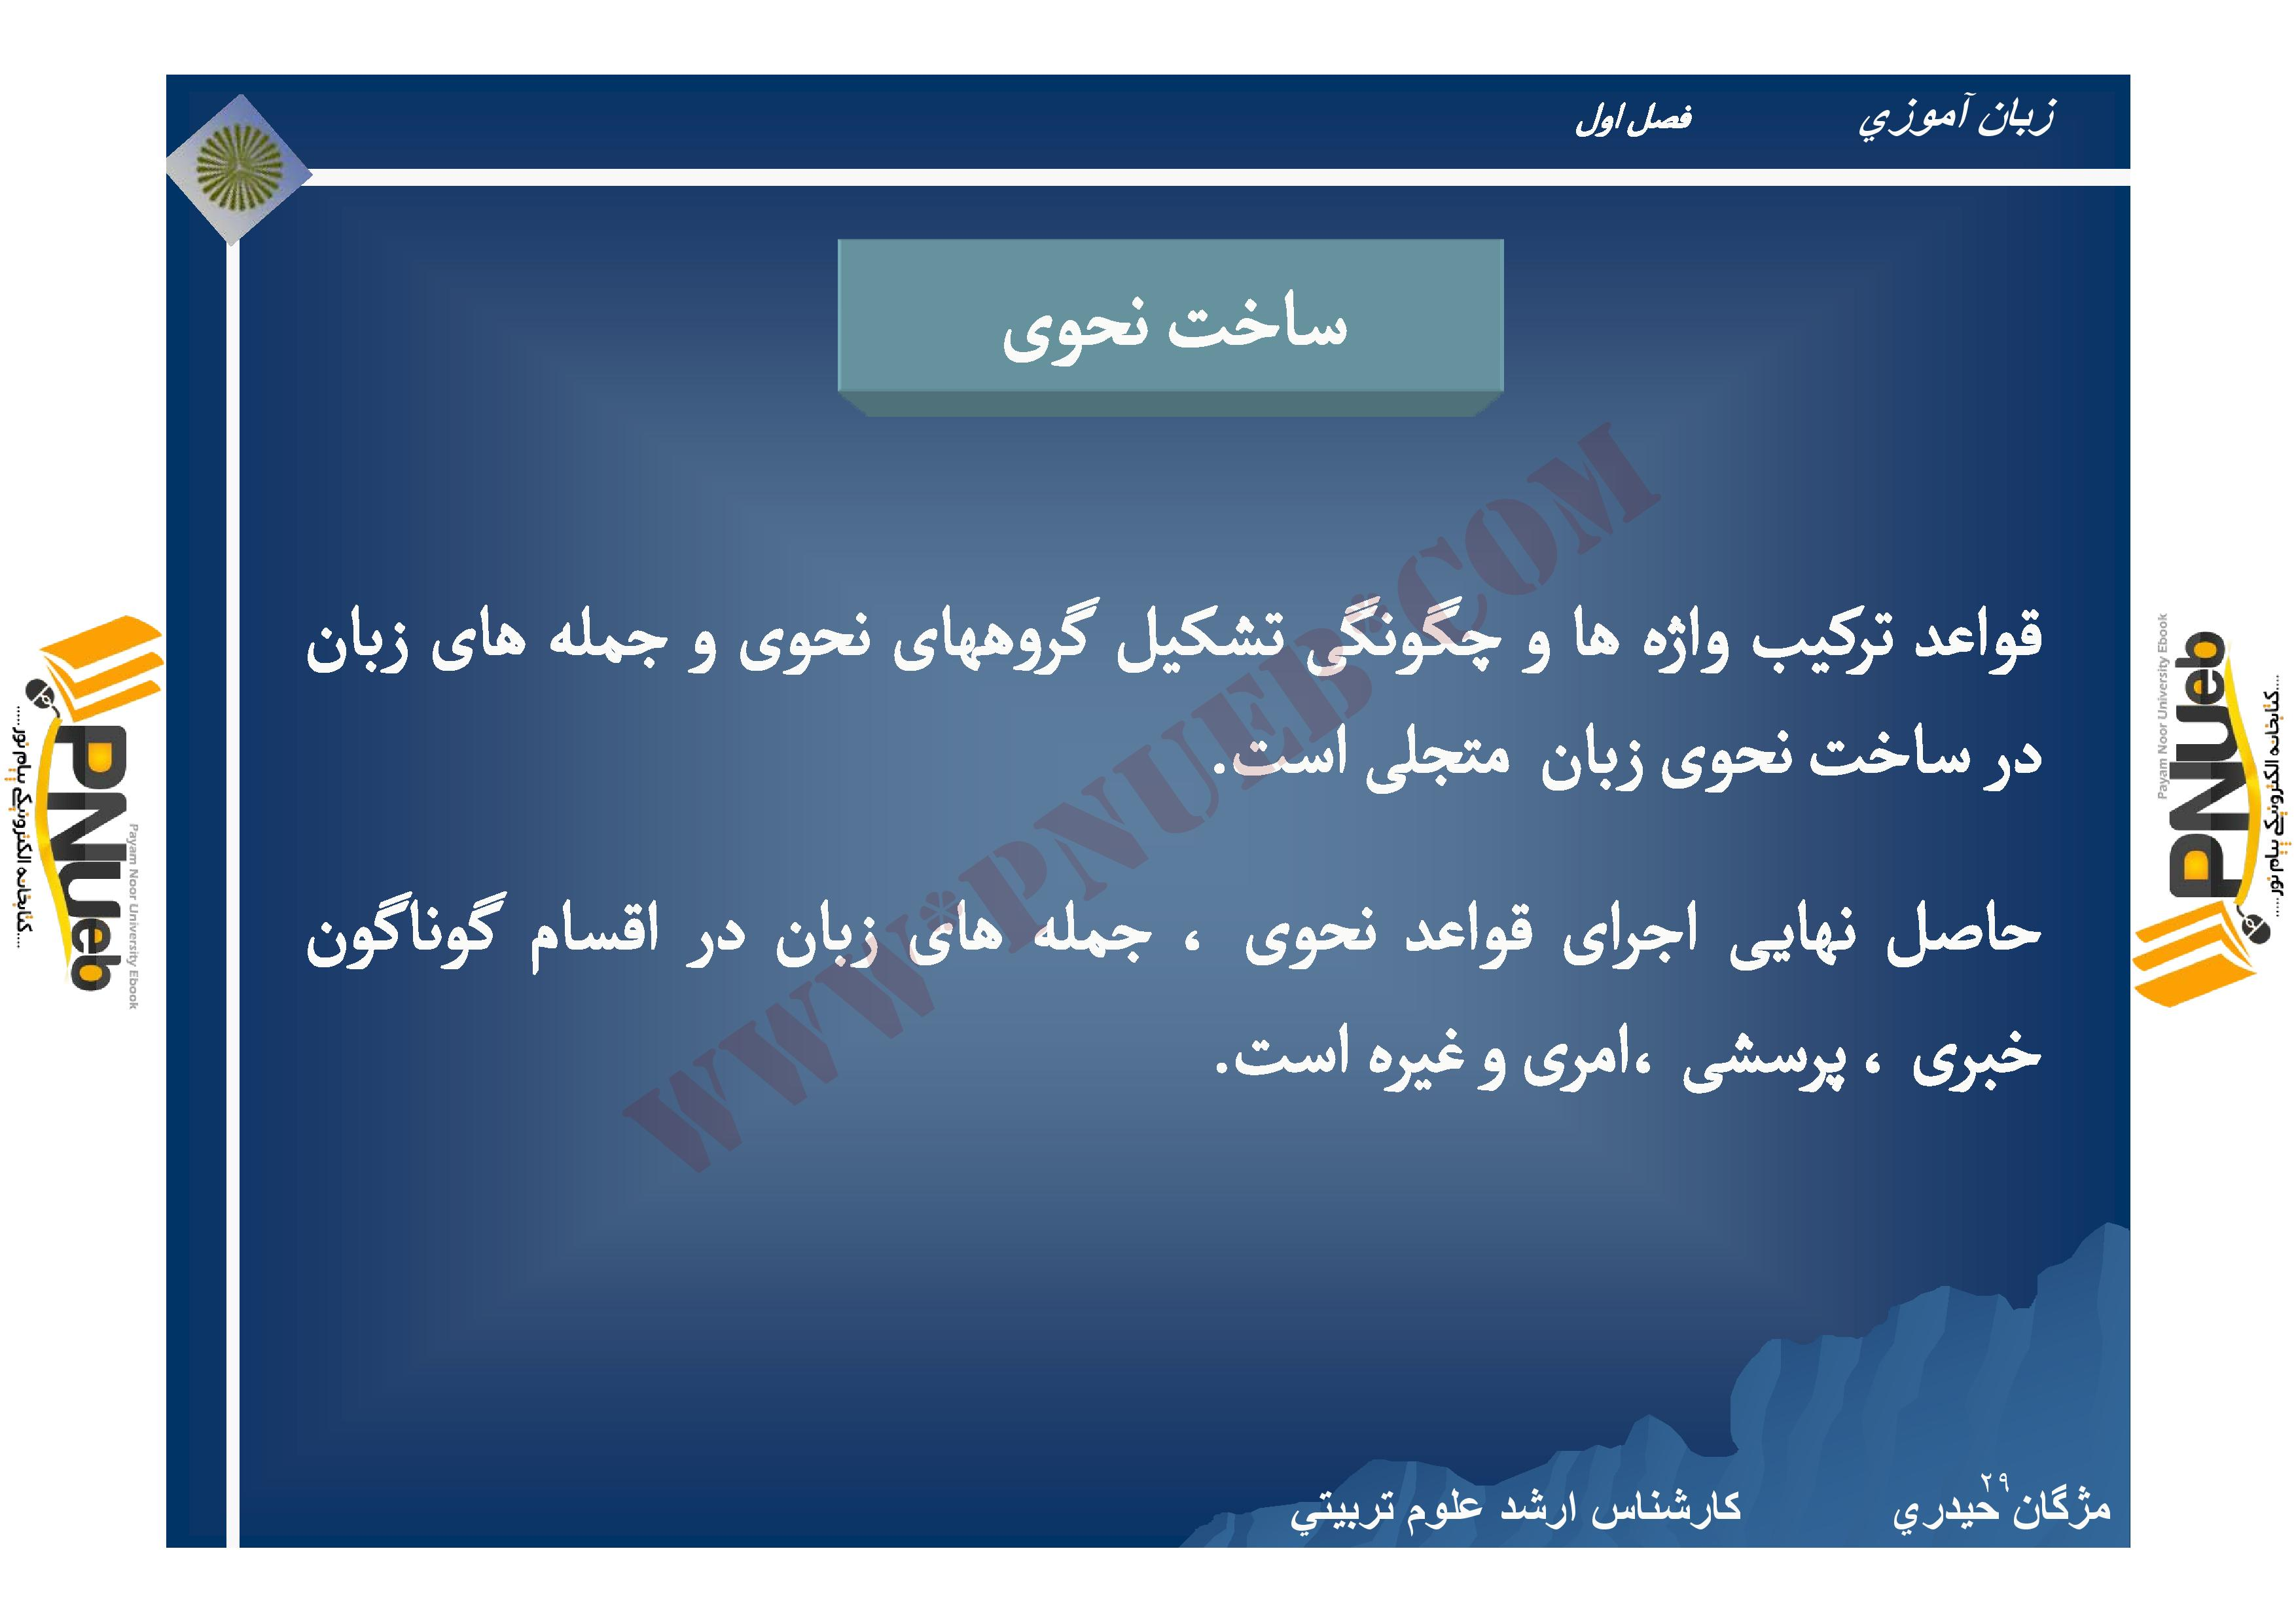 زبان آموزي
فصل اول
ساخت نحوی
قواعد ترکیب واژه ها و چگونگی تشکیل گروههای نحوی و جمله های زبان
در ساخت نحوی زبان متجلی است.
حاصل نهایی اجرای قواعد نحوی ، جمله های زبان در اقسام گوناگون
خبری ، پرسشی ،امری و غیره است.
WWW*PNUEB*COM
۲۹
مژگان حیدري
کارشناس ارشد علوم تربیتي
PNUeb
Payam Noor University Ebook
کتابخانه الکترونیکی پیام نور.....
PNUeb
Payam Noor University Ebook
....کتابخانه الکترونیکی پیام نور.....